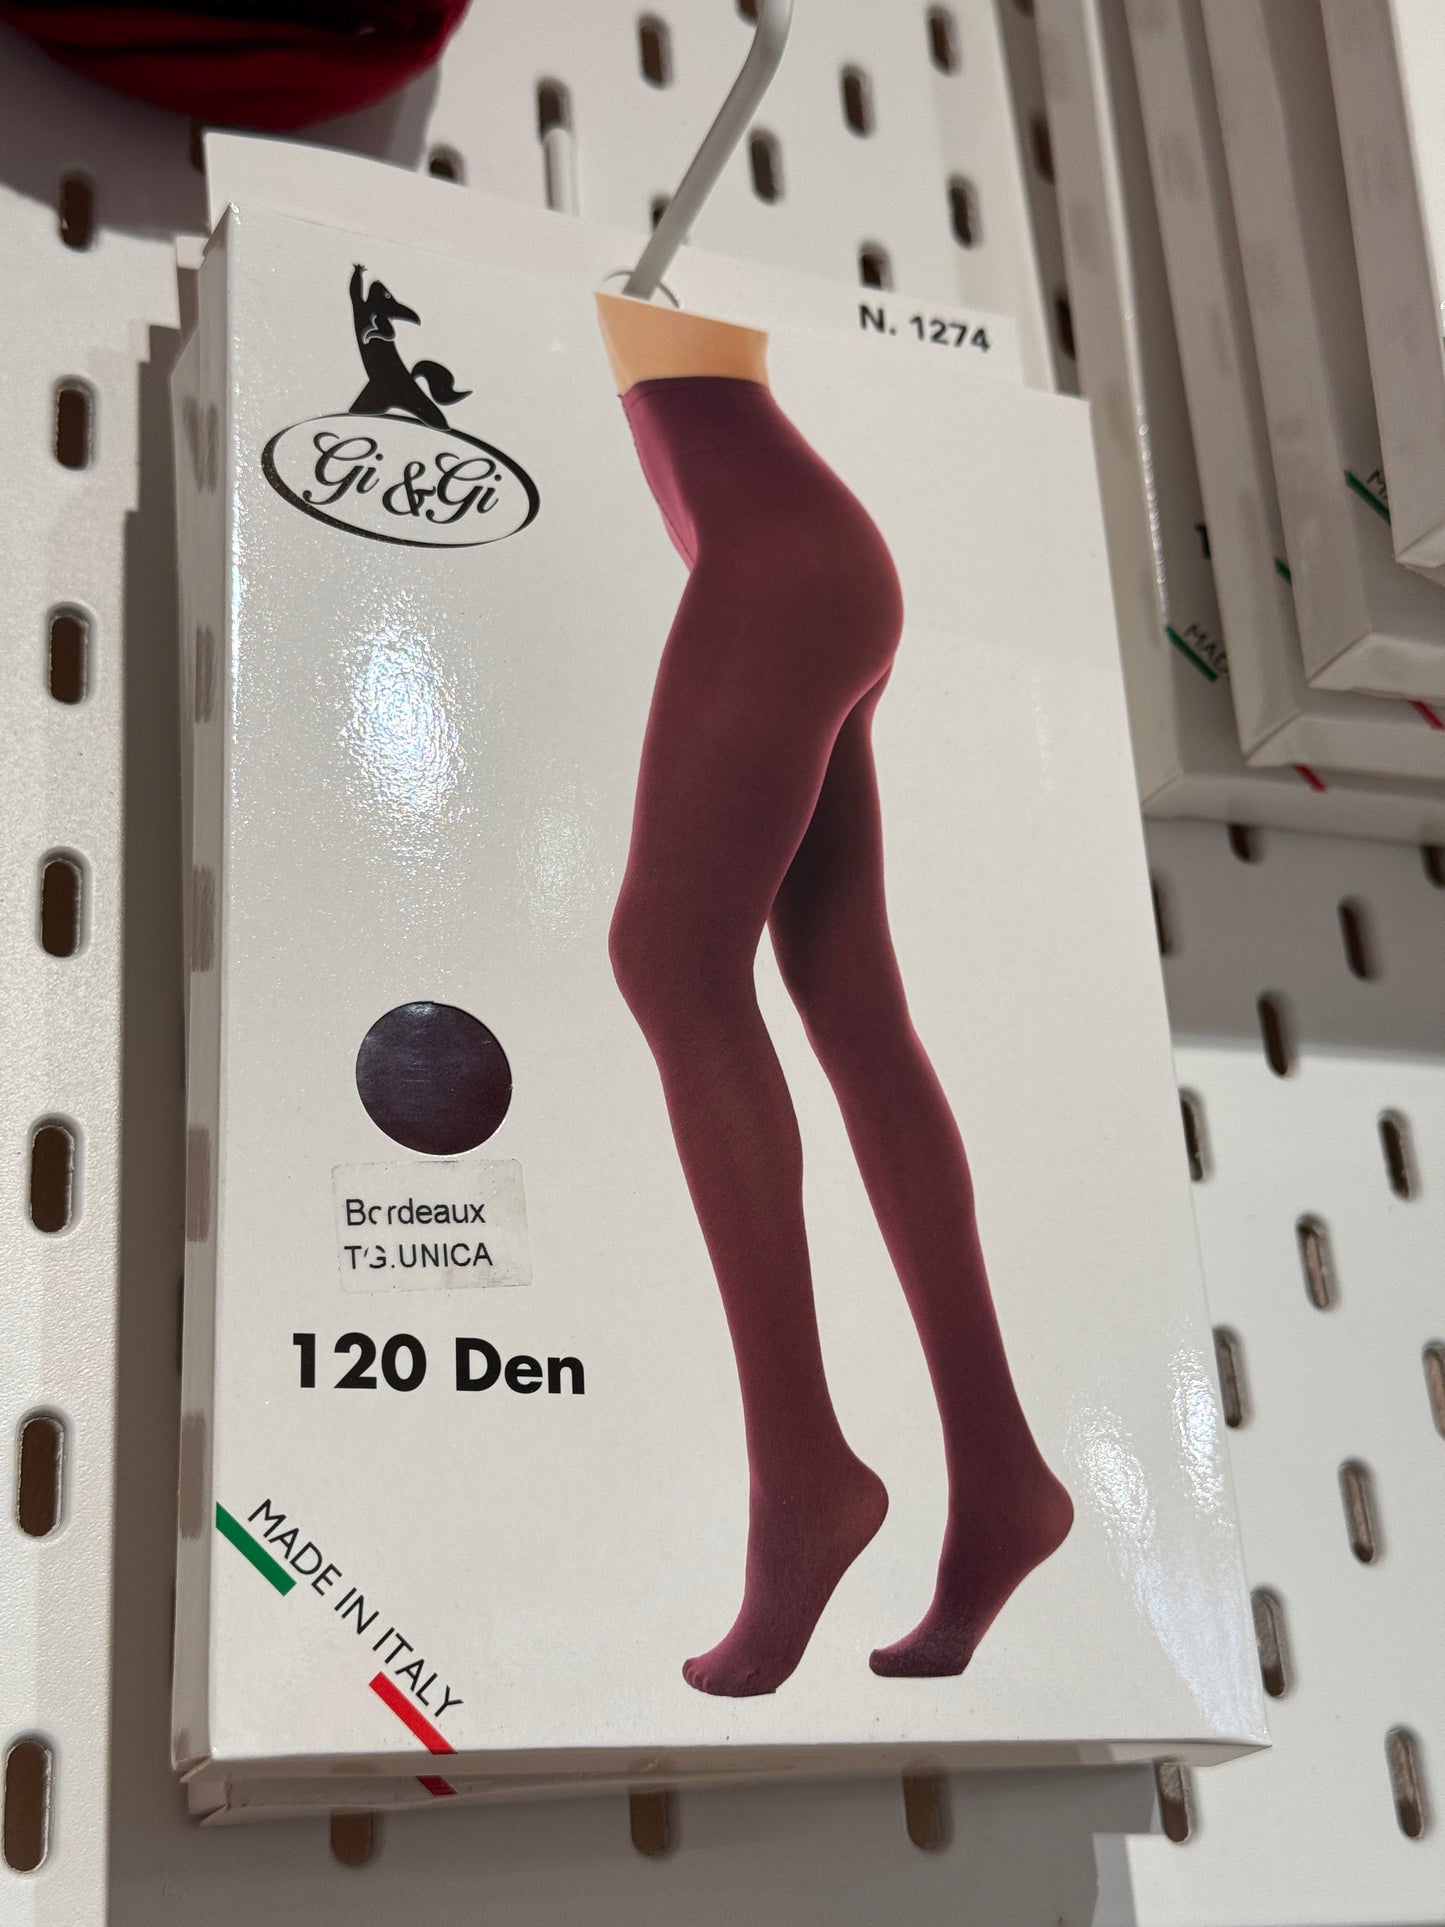 N. 1274
Gi & Gi
Bordeaux
TG.UNICA
120 Den
MADE IN ITALY